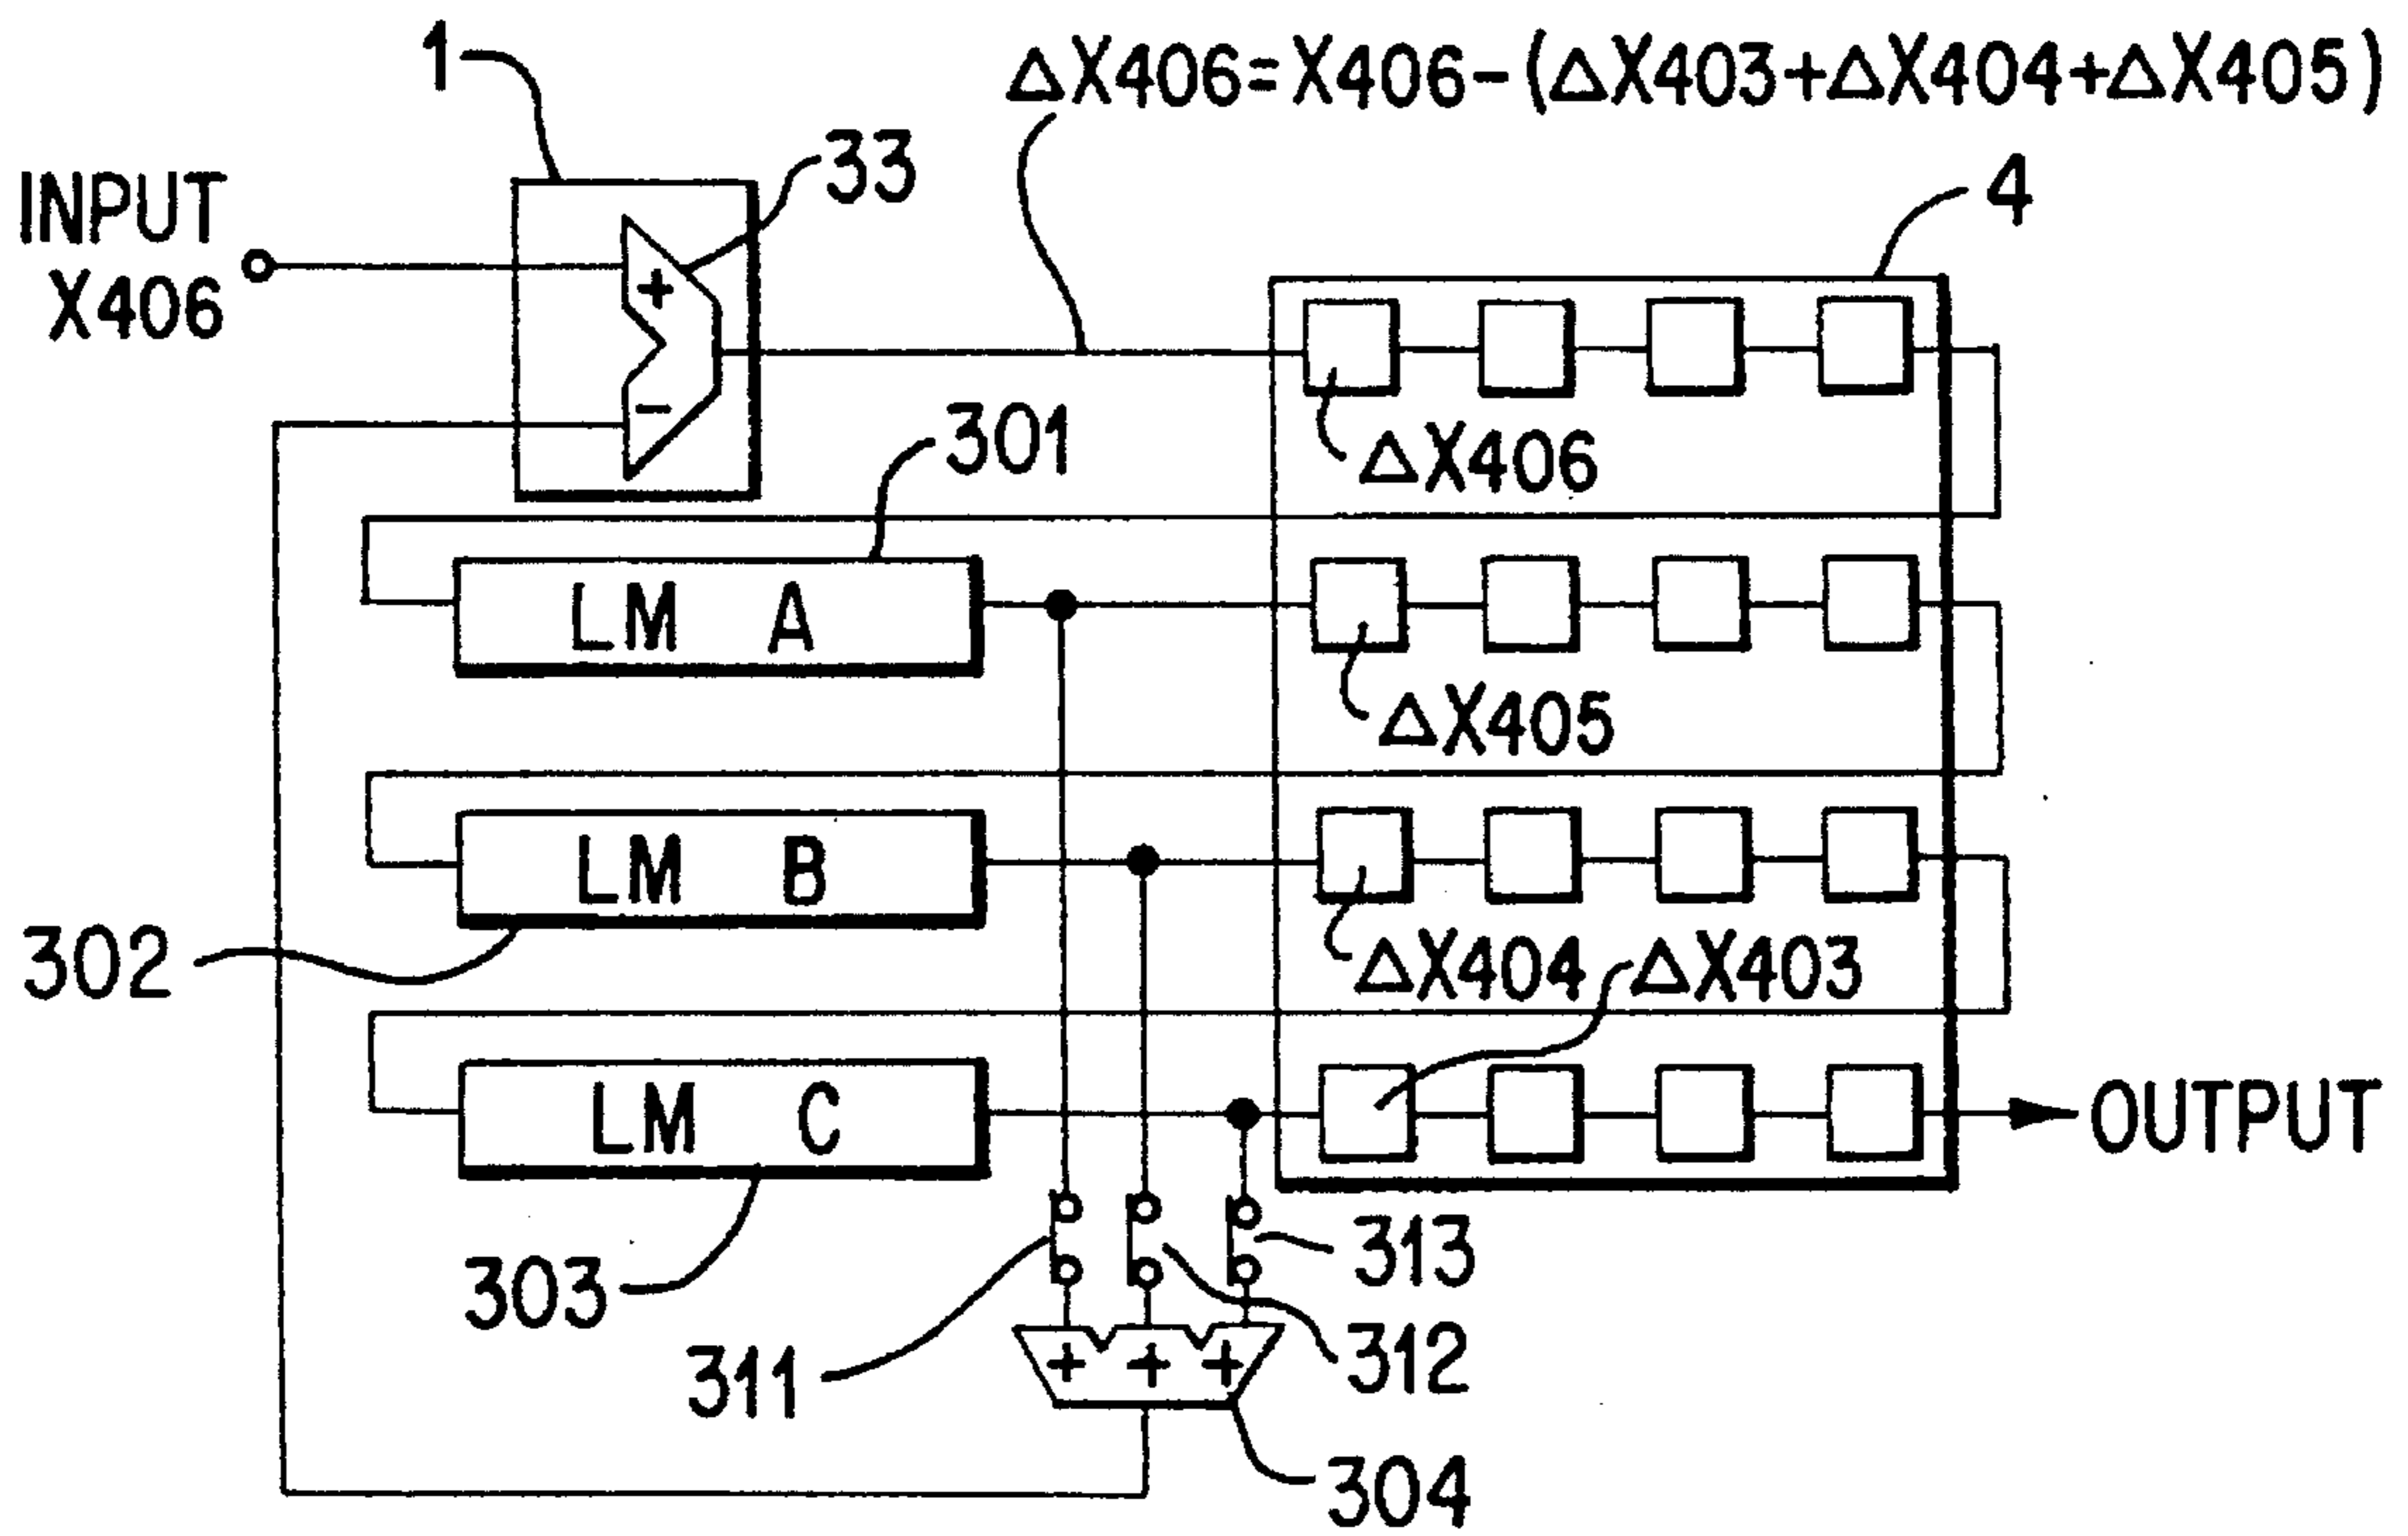 1
ΔX406=X406-(ΔX403+ΔX404+ΔX405)
33
4
INPUT
X406
+
-
ΔX406
301
LM A
ΔX405
LM B
302
ΔX404
ΔX403
LM C
OUTPUT
303
313
311
312
+ + +
304